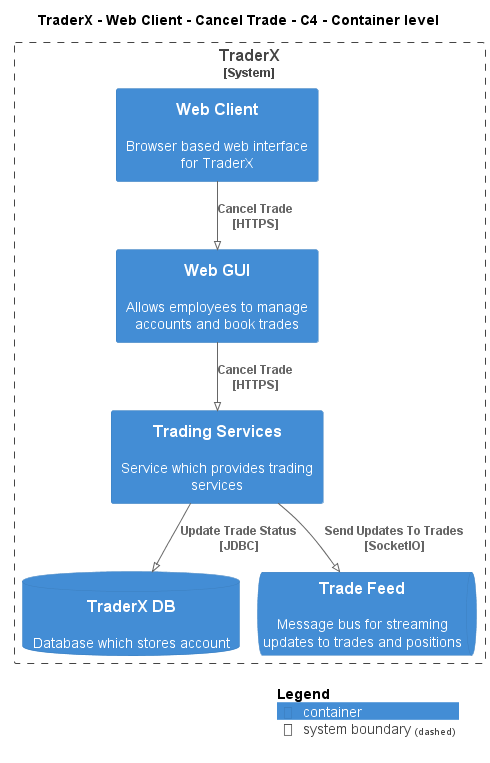 TraderX - Web Client - Cancel Trade - C4 - Container level
TraderX
[System]
Web Client
Browser based web interface
for TraderX
Cancel Trade
[HTTPS]
Web GUI
Allows employees to manage
accounts and book trades
Cancel Trade
[HTTPS]
Trading Services
Service which provides trading
services
Update Trade Status
[JDBC]
Send Updates To Trades
[SocketIO]
TraderX DB
Database which stores account
Trade Feed
Message bus for streaming
updates to trades and positions
Legend
container
system boundary (dashed)